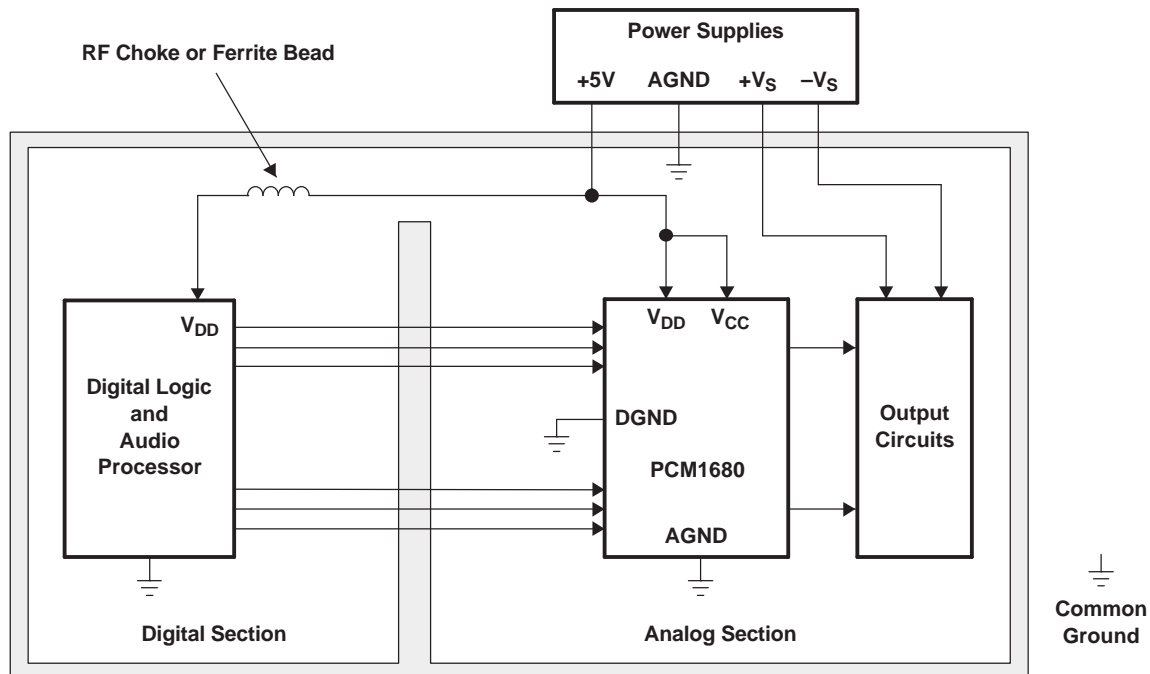 Power Supplies
RF Choke or Ferrite Bead
+5V AGND +VS –VS
VDD
VDD VCC
Digital Logic
and
Audio
Processor
DGND
PCM1680
AGND
Output
Circuits
Digital Section
Analog Section
Common
Ground